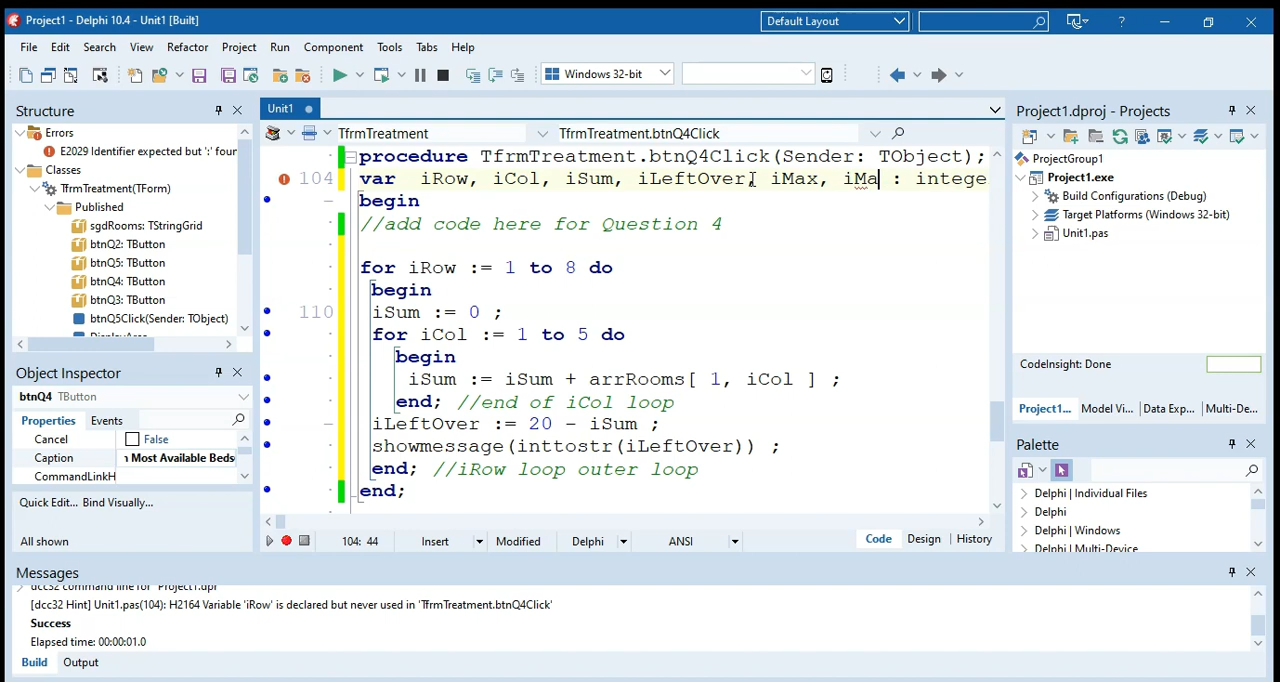 Project1 - Delphi 10.4 - Unit1 [Built]
Default Layout
?
File Edit Search View Refactor Project Run Component Tools Tabs Help
Windows 32-bit
Structure
Errors
E2029 Identifier expected but ':' four
Classes
TfrmTreatment(TForm)
Published
sgdRooms: TStringGrid
btnQ2: TButton
btnQ5: TButton
btnQ4: TButton
btnQ3: TButton
btnQ5Click(Sender: TObject)
Object Inspector
btnQ4 TButton
Properties Events
Cancel False
Caption n Most Available Beds
CommandLinkH
Quick Edit... Bind Visually...
All shown
Unit1
TfrmTreatment TfrmTreatment.btnQ4Click
procedure TfrmTreatment.btnQ4Click(Sender: TObject);
104 var iRow, iCol, iSum, iLeftOver, iMax, iMa : intege
begin
//add code here for Question 4
for iRow := 1 to 8 do
begin
110 iSum := 0 ;
for iCol := 1 to 5 do
begin
iSum := iSum + arrRooms[ 1, iCol ] ;
end; //end of iCol loop
iLeftOver := 20 - iSum ;
showmessage(inttostr(iLeftOver)) ;
end; //iRow loop outer loop
end;
104: 44 Insert Modified Delphi ANSI Code Design History
Project1.dproj - Projects
ProjectGroup1
Project1.exe
Build Configurations (Debug)
Target Platforms (Windows 32-bit)
Unit1.pas
CodeInsight: Done
Project1... Model Vi... Data Exp... Multi-De...
Palette
Delphi | Individual Files
Delphi
Delphi | Windows
Delphi | Multi-Device
Messages
dcc32 command line for "Project1.dpr"
[dcc32 Hint] Unit1.pas(104): H2164 Variable 'iRow' is declared but never used in 'TfrmTreatment.btnQ4Click'
Success
Elapsed time: 00:00:01.0
Build Output